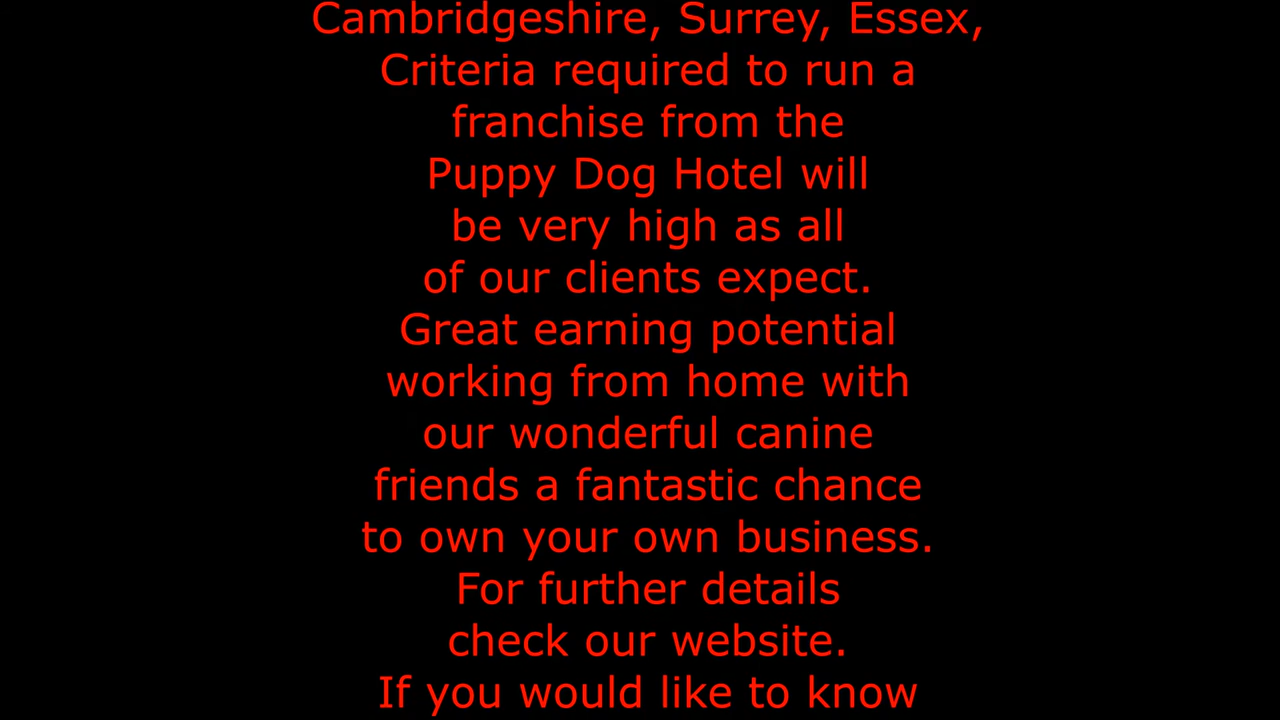 Cambridgeshire, Surrey, Essex,
Criteria required to run a
franchise from the
Puppy Dog Hotel will
be very high as all
of our clients expect.
Great earning potential
working from home with
our wonderful canine
friends a fantastic chance
to own your own business.
For further details
check our website.
If you would like to know